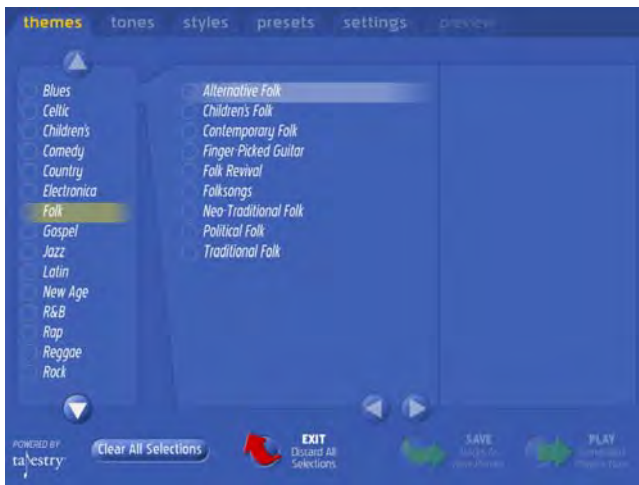 themes tones styles presets settings preview
Blues
Celtic
Children's
Comedy
Country
Electronica
Folk
Gospel
Jazz
Latin
New Age
R&B
Rap
Reggae
Rock
Alternative Folk
Children's Folk
Contemporary Folk
Finger-Picked Guitar
Folk Revival
Folksongs
Neo-Traditional Folk
Political Folk
Traditional Folk
POWERED BY
tapestry
Clear All Selections
EXIT
Discard All
Selections
SAVE
PLAY